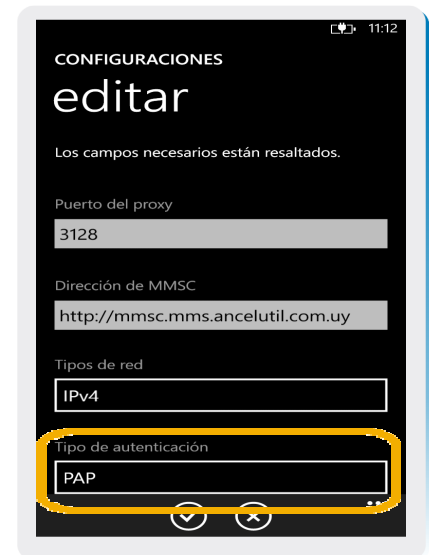 11:12
CONFIGURACIONES
editar
Los campos necesarios están resaltados.
Puerto del proxy
3128
Dirección de MMSC
http://mmsc.mms.ancelutil.com.uy
Tipos de red
IPv4
Tipo de autenticación
PAP